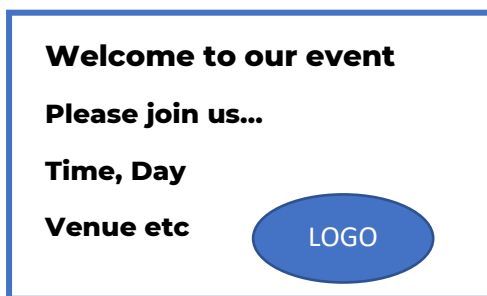 Welcome to our event
Please join us...
Time, Day
Venue etc
LOGO